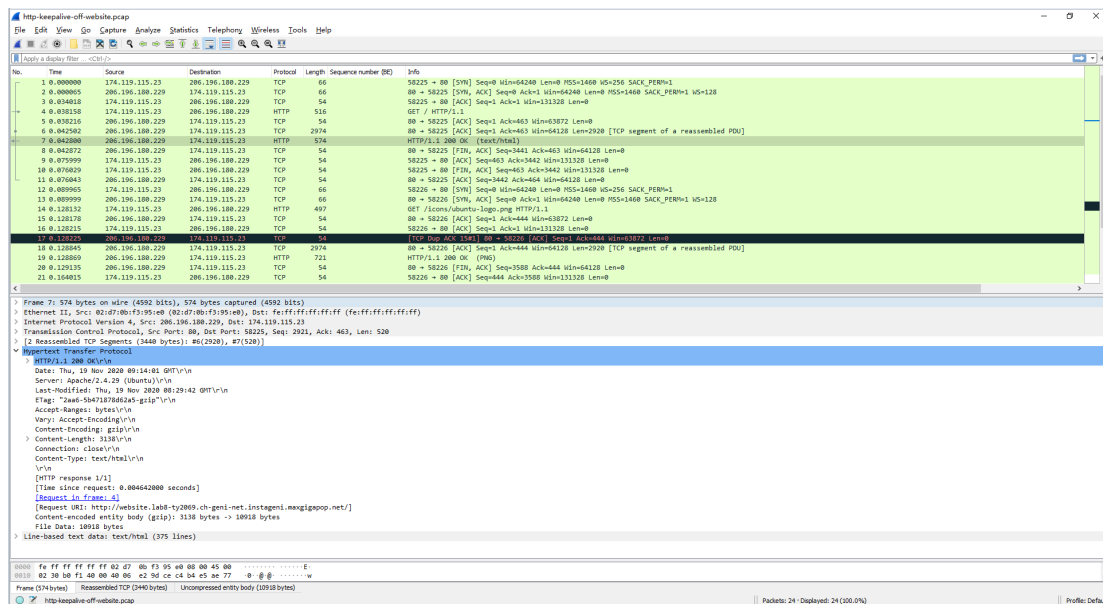 http-keepalive-off-website.pcap
File Edit View Go Capture Analyze Statistics Telephony Wireless Tools Help
Apply a display filter ... <Ctrl-/>
No. Time Source Destination Protocol Length Sequence number (BE) Info
1 0.000000 174.119.115.23 206.196.180.229 TCP 66 58225 → 80 [SYN] Seq=0 Win=64240 Len=0 MSS=1460 WS=256 SACK_PERM=1
2 0.000065 206.196.180.229 174.119.115.23 TCP 66 80 → 58225 [SYN, ACK] Seq=0 Ack=1 Win=64240 Len=0 MSS=1460 SACK_PERM=1 WS=128
3 0.034018 174.119.115.23 206.196.180.229 TCP 54 58225 → 80 [ACK] Seq=1 Ack=1 Win=131328 Len=0
4 0.038158 174.119.115.23 206.196.180.229 HTTP 516 GET / HTTP/1.1
5 0.038216 206.196.180.229 174.119.115.23 TCP 54 80 → 58225 [ACK] Seq=1 Ack=463 Win=63872 Len=0
6 0.042502 206.196.180.229 174.119.115.23 TCP 2974 80 → 58225 [ACK] Seq=1 Ack=463 Win=64128 Len=2920 [TCP segment of a reassembled PDU]
7 0.042800 206.196.180.229 174.119.115.23 HTTP 574 HTTP/1.1 200 OK (text/html)
8 0.042872 206.196.180.229 174.119.115.23 TCP 54 80 → 58225 [FIN, ACK] Seq=3441 Ack=463 Win=64128 Len=0
9 0.075999 174.119.115.23 206.196.180.229 TCP 54 58225 → 80 [ACK] Seq=463 Ack=3442 Win=131328 Len=0
10 0.076029 174.119.115.23 206.196.180.229 TCP 54 58225 → 80 [FIN, ACK] Seq=463 Ack=3442 Win=131328 Len=0
11 0.076043 206.196.180.229 174.119.115.23 TCP 54 80 → 58225 [ACK] Seq=3442 Ack=464 Win=64128 Len=0
12 0.089965 174.119.115.23 206.196.180.229 TCP 66 58226 → 80 [SYN] Seq=0 Win=64240 Len=0 MSS=1460 WS=256 SACK_PERM=1
13 0.089999 206.196.180.229 174.119.115.23 TCP 66 80 → 58226 [SYN, ACK] Seq=0 Ack=1 Win=64240 Len=0 MSS=1460 SACK_PERM=1 WS=128
14 0.128132 174.119.115.23 206.196.180.229 HTTP 497 GET /icons/ubuntu-logo.png HTTP/1.1
15 0.128178 206.196.180.229 174.119.115.23 TCP 54 80 → 58226 [ACK] Seq=1 Ack=444 Win=63872 Len=0
16 0.128215 174.119.115.23 206.196.180.229 TCP 54 58226 → 80 [ACK] Seq=1 Ack=1 Win=131328 Len=0
17 0.128225 206.196.180.229 174.119.115.23 TCP 54 [TCP Dup ACK 15#1] 80 → 58226 [ACK] Seq=1 Ack=444 Win=63872 Len=0
18 0.128845 206.196.180.229 174.119.115.23 TCP 2974 80 → 58226 [ACK] Seq=1 Ack=444 Win=64128 Len=2920 [TCP segment of a reassembled PDU]
19 0.128869 206.196.180.229 174.119.115.23 HTTP 721 HTTP/1.1 200 OK (PNG)
20 0.129135 206.196.180.229 174.119.115.23 TCP 54 80 → 58226 [FIN, ACK] Seq=3588 Ack=444 Win=64128 Len=0
21 0.164015 174.119.115.23 206.196.180.229 TCP 54 58226 → 80 [ACK] Seq=444 Ack=3588 Win=131328 Len=0
Frame 7: 574 bytes on wire (4592 bits), 574 bytes captured (4592 bits)
Ethernet II, Src: 02:d7:0b:f3:95:e0 (02:d7:0b:f3:95:e0), Dst: fe:ff:ff:ff:ff:ff (fe:ff:ff:ff:ff:ff)
Internet Protocol Version 4, Src: 206.196.180.229, Dst: 174.119.115.23
Transmission Control Protocol, Src Port: 80, Dst Port: 58225, Seq: 2921, Ack: 463, Len: 520
[2 Reassembled TCP Segments (3440 bytes): #6(2920), #7(520)]
Hypertext Transfer Protocol
HTTP/1.1 200 OK\r\n
Date: Thu, 19 Nov 2020 09:14:01 GMT\r\n
Server: Apache/2.4.29 (Ubuntu)\r\n
Last-Modified: Thu, 19 Nov 2020 08:29:42 GMT\r\n
ETag: "2aa6-5b471878d62a5-gzip"\r\n
Accept-Ranges: bytes\r\n
Vary: Accept-Encoding\r\n
Content-Encoding: gzip\r\n
Content-Length: 3138\r\n
Connection: close\r\n
Content-Type: text/html\r\n
\r\n
[HTTP response 1/1]
[Time since request: 0.004642000 seconds]
[Request in frame: 4]
[Request URI: http://website.lab8-ty2069.ch-geni-net.instageni.maxgigapop.net/]
Content-encoded entity body (gzip): 3138 bytes -> 10918 bytes
File Data: 10918 bytes
Line-based text data: text/html (375 lines)
0000 fe ff ff ff ff ff 02 d7 0b f3 95 e0 08 00 45 00 ········ ······E·
0010 02 30 b0 f1 40 00 40 06 e2 9d ce c4 b4 e5 ae 77 ·0··@·@· ·······w
Frame (574 bytes) Reassembled TCP (3440 bytes) Uncompressed entity body (10918 bytes)
http-keepalive-off-website.pcap Packets: 24 · Displayed: 24 (100.0%) Profile: Defau